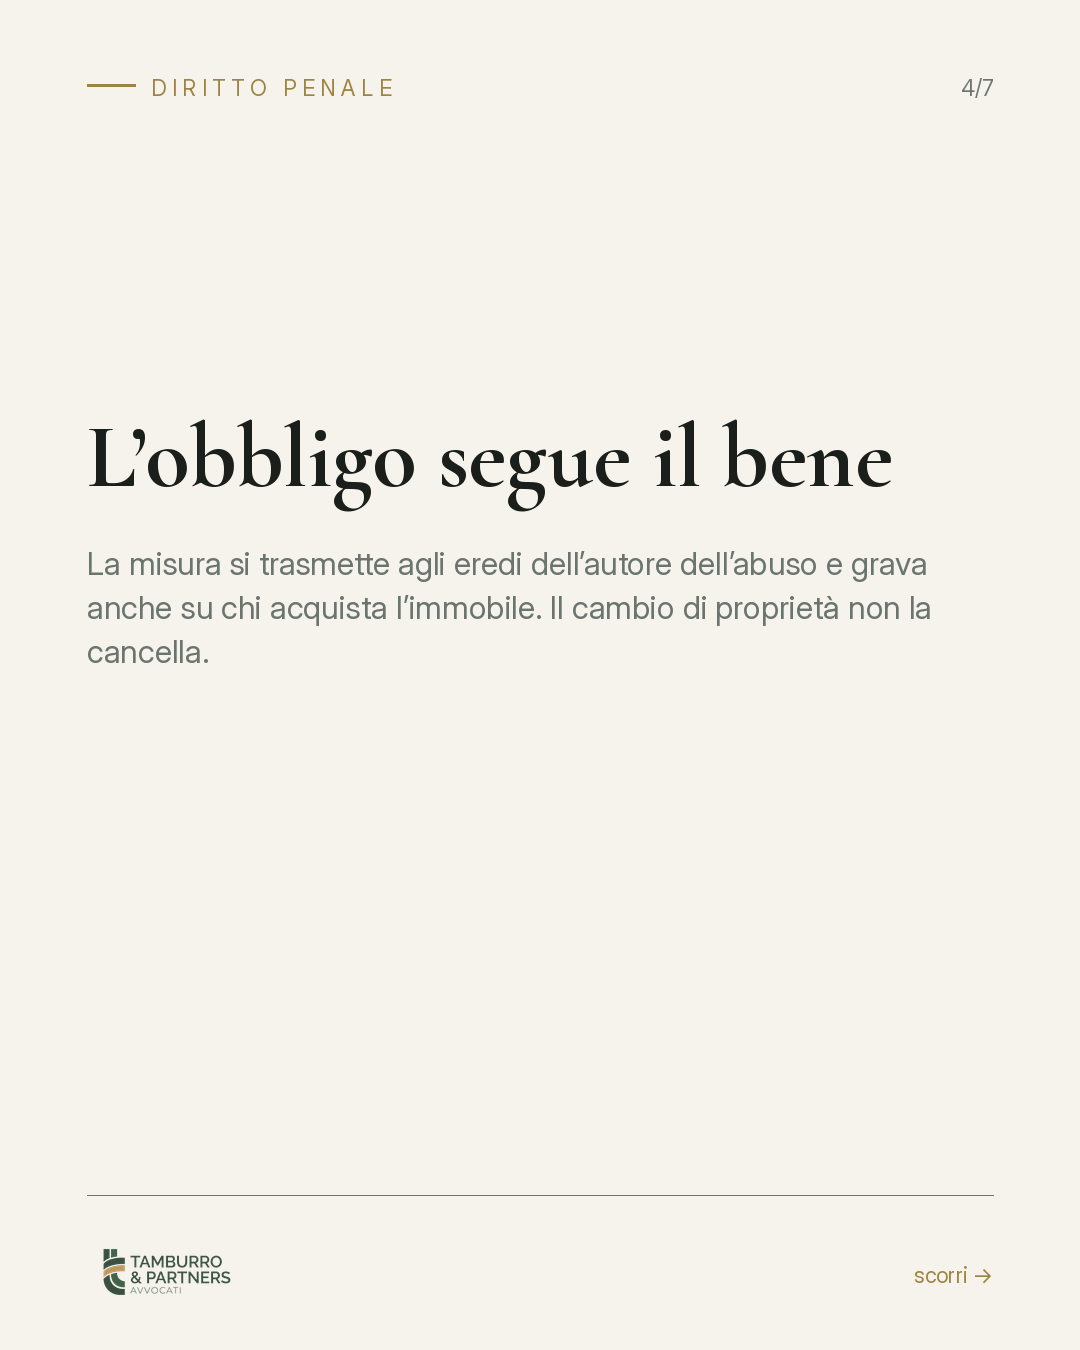 DIRITTO PENALE
4/7
L’obbligo segue il bene
La misura si trasmette agli eredi dell’autore dell’abuso e grava
anche su chi acquista l’immobile. Il cambio di proprietà non la
cancella.
TAMBURRO
& PARTNERS
AVVOCATI
scorri →